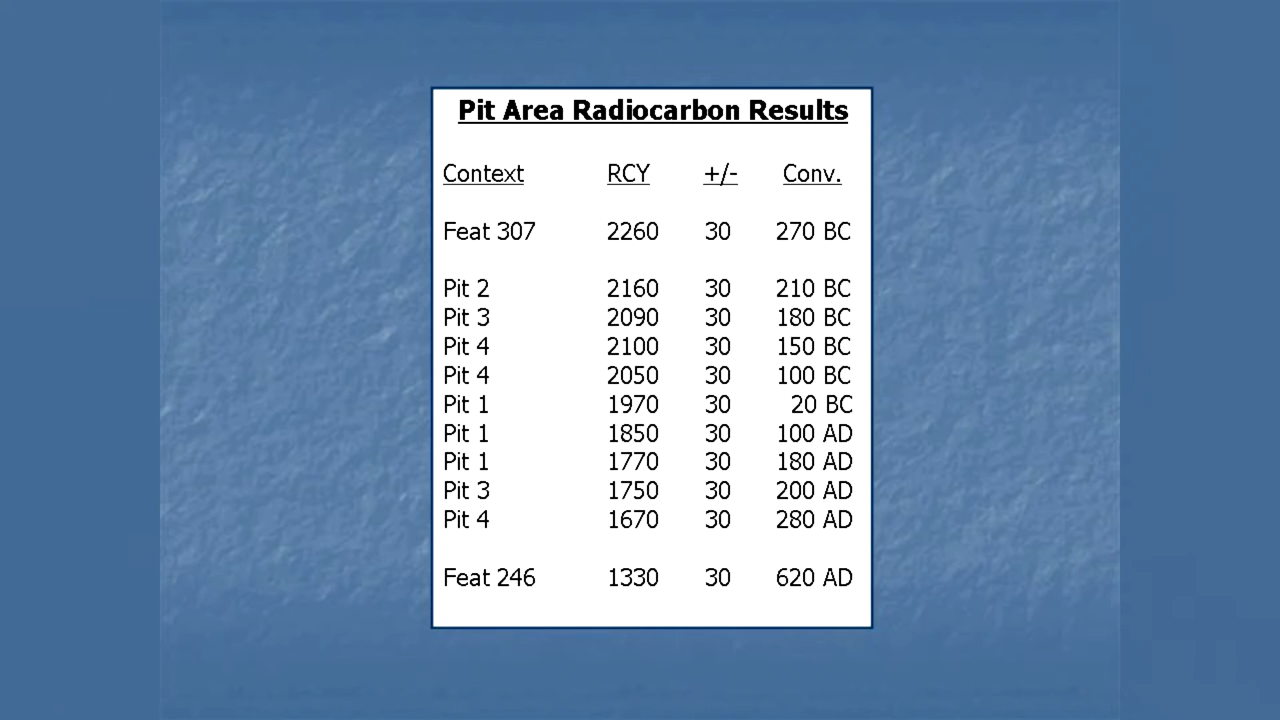 Pit Area Radiocarbon Results
Context RCY +/- Conv.
Feat 307 2260 30 270 BC
Pit 2 2160 30 210 BC
Pit 3 2090 30 180 BC
Pit 4 2100 30 150 BC
Pit 4 2050 30 100 BC
Pit 1 1970 30 20 BC
Pit 1 1850 30 100 AD
Pit 1 1770 30 180 AD
Pit 3 1750 30 200 AD
Pit 4 1670 30 280 AD
Feat 246 1330 30 620 AD